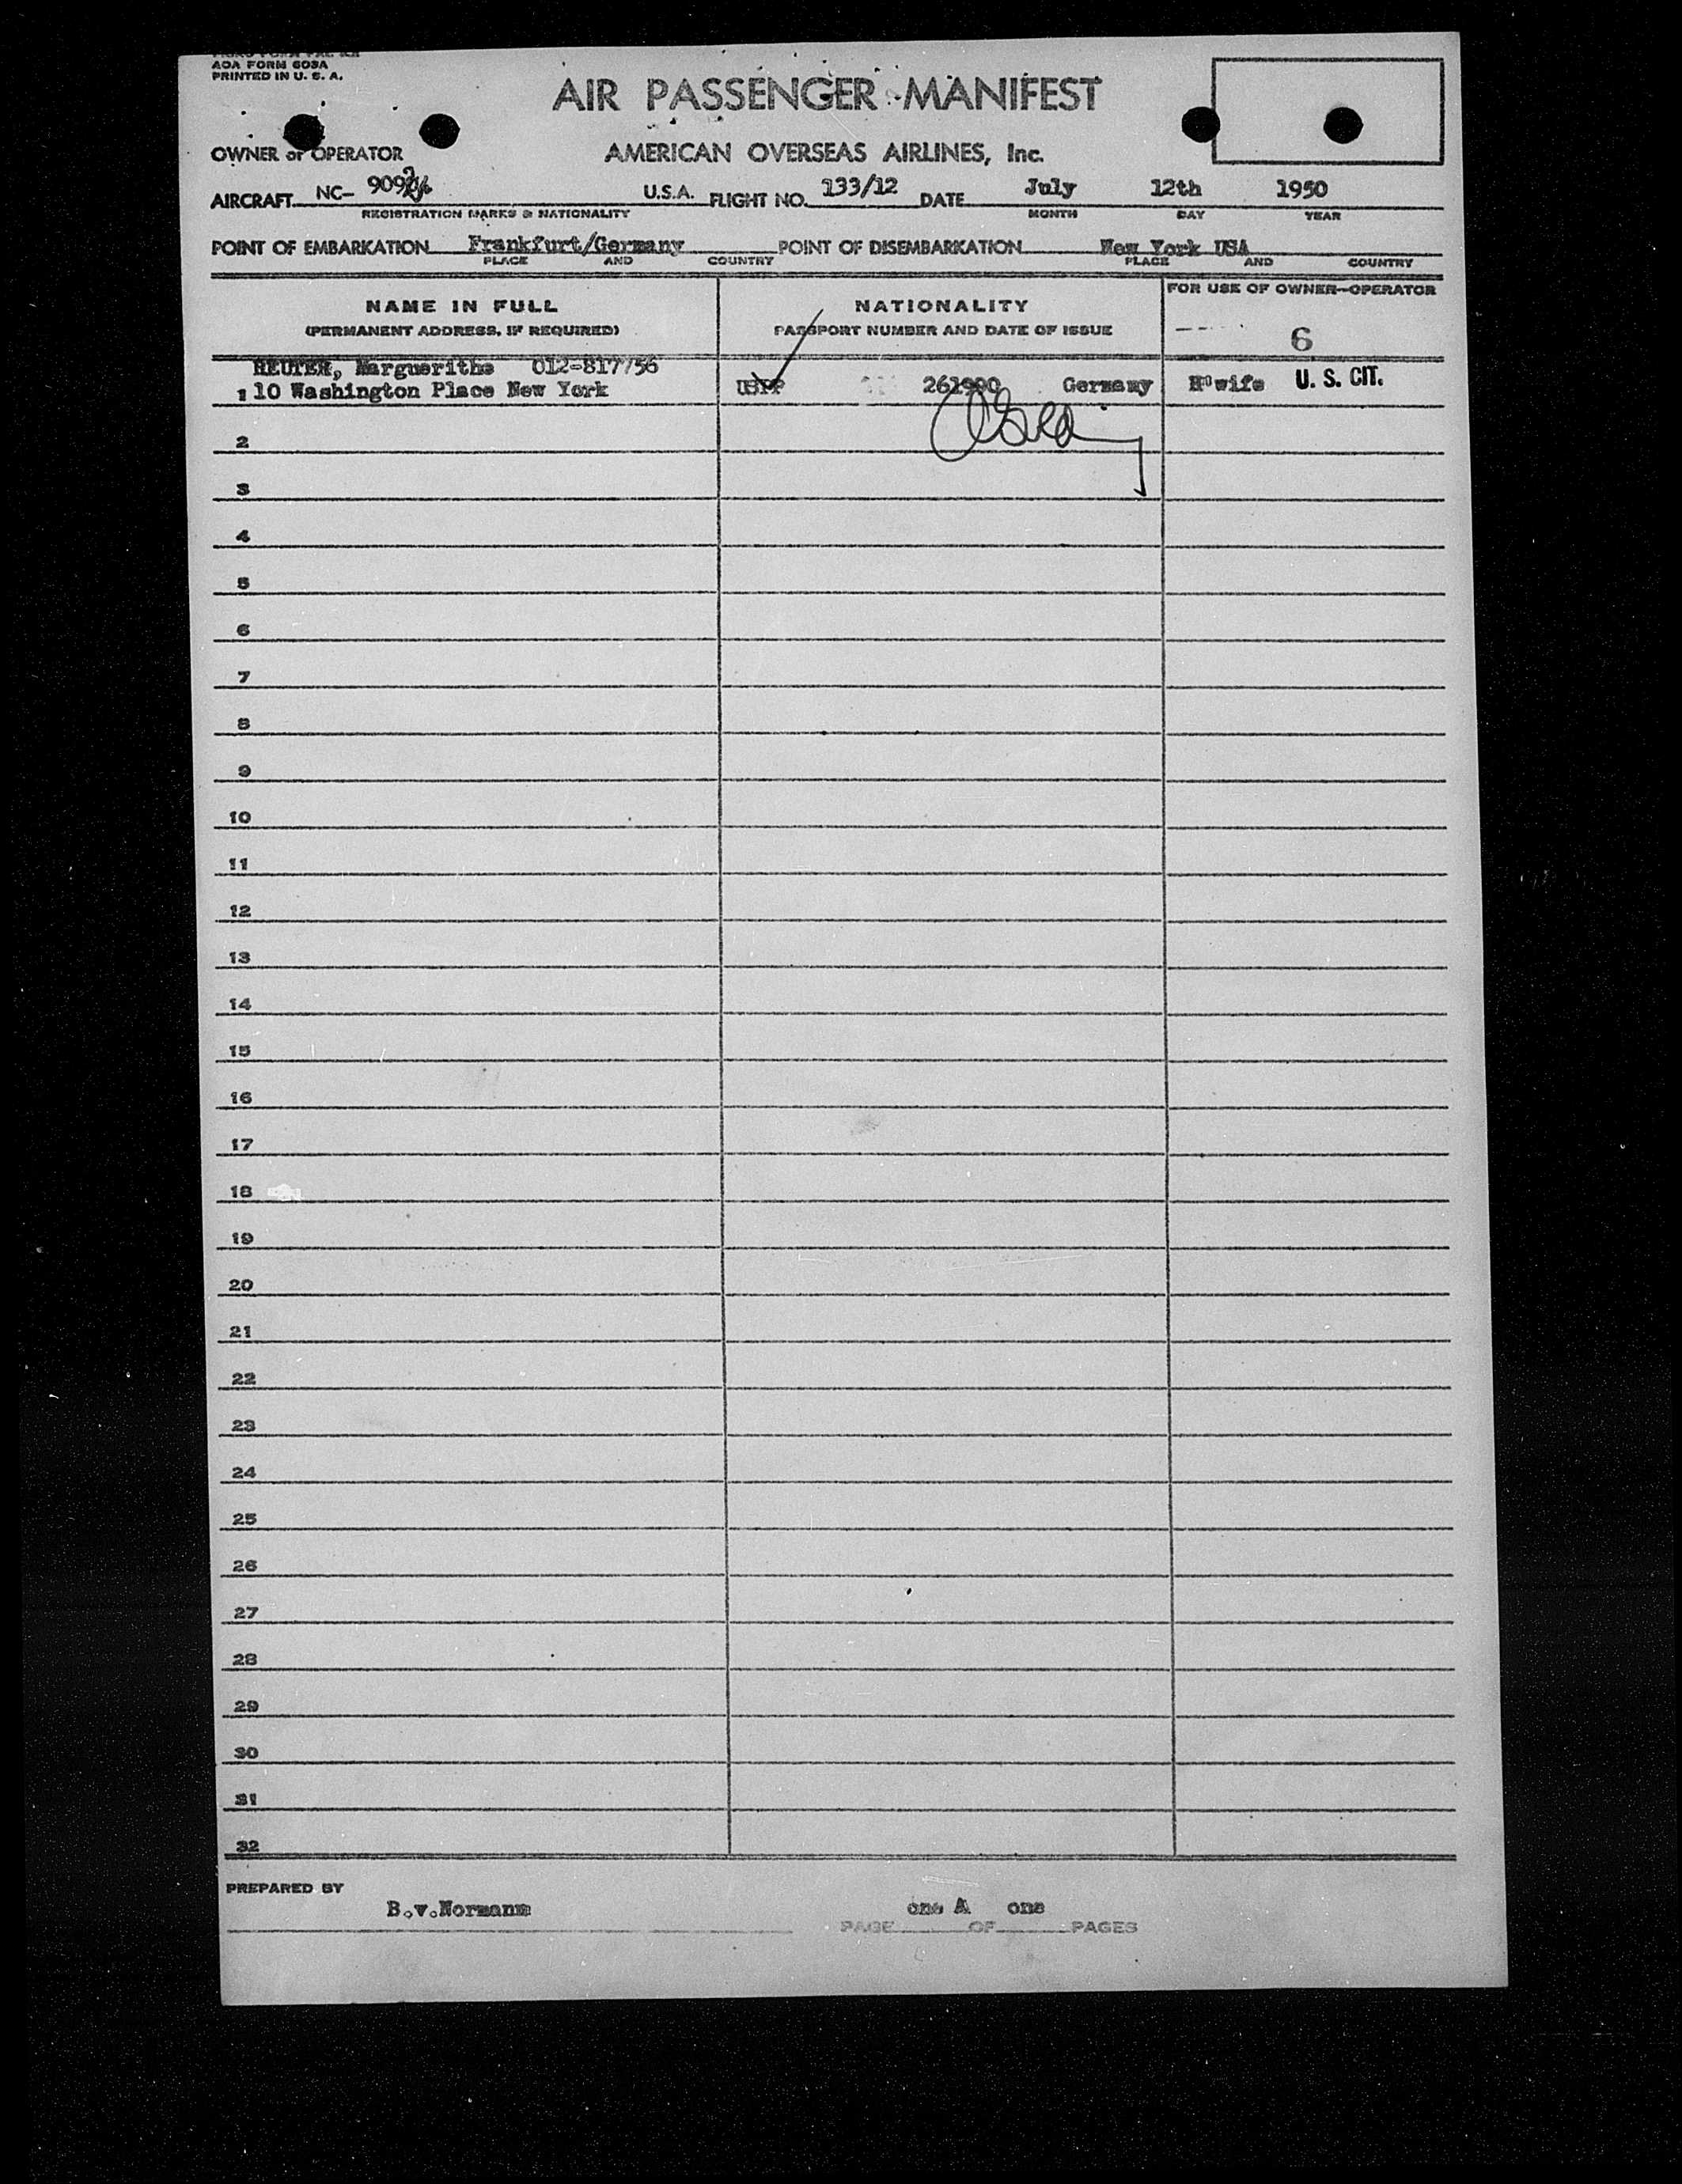 AOA FORM 603A
PRINTED IN U. S. A.
AIR PASSENGER MANIFEST
OWNER or OPERATOR AMERICAN OVERSEAS AIRLINES, Inc.
AIRCRAFT NC- U.S.A. FLIGHT NO. 133/12 DATE July 12th 1950
REGISTRATION MARKS & NATIONALITY MONTH DAY YEAR
POINT OF EMBARKATION Frankfurt/Germany POINT OF DISEMBARKATION New York USA
PLACE AND COUNTRY PLACE AND COUNTRY
NAME IN FULL NATIONALITY FOR USE OF OWNER-OPERATOR
(PERMANENT ADDRESS, IF REQUIRED) PASSPORT NUMBER AND DATE OF ISSUE 6
REUTER, Marguerithe 012-817756
1 10 Washington Place New York USPP 261990 Germany H'wife U. S. CIT.
2
3
4
5
6
7
8
9
10
11
12
13
14
15
16
17
18
19
20
21
22
23
24
25
26
27
28
29
30
31
32
PREPARED BY
B.v.Normann one A one
PAGE OF PAGES